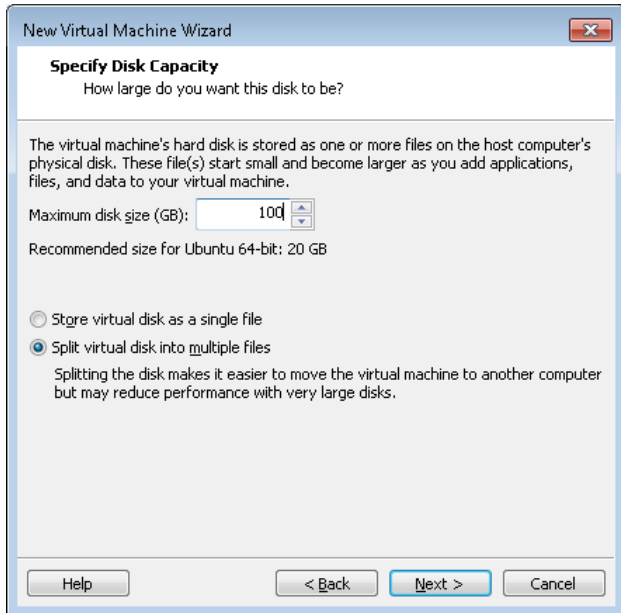 New Virtual Machine Wizard
Specify Disk Capacity
How large do you want this disk to be?
The virtual machine's hard disk is stored as one or more files on the host computer's
physical disk. These file(s) start small and become larger as you add applications,
files, and data to your virtual machine.
Maximum disk size (GB): 100
Recommended size for Ubuntu 64-bit: 20 GB
Store virtual disk as a single file
Split virtual disk into multiple files
Splitting the disk makes it easier to move the virtual machine to another computer
but may reduce performance with very large disks.
Help < Back Next > Cancel